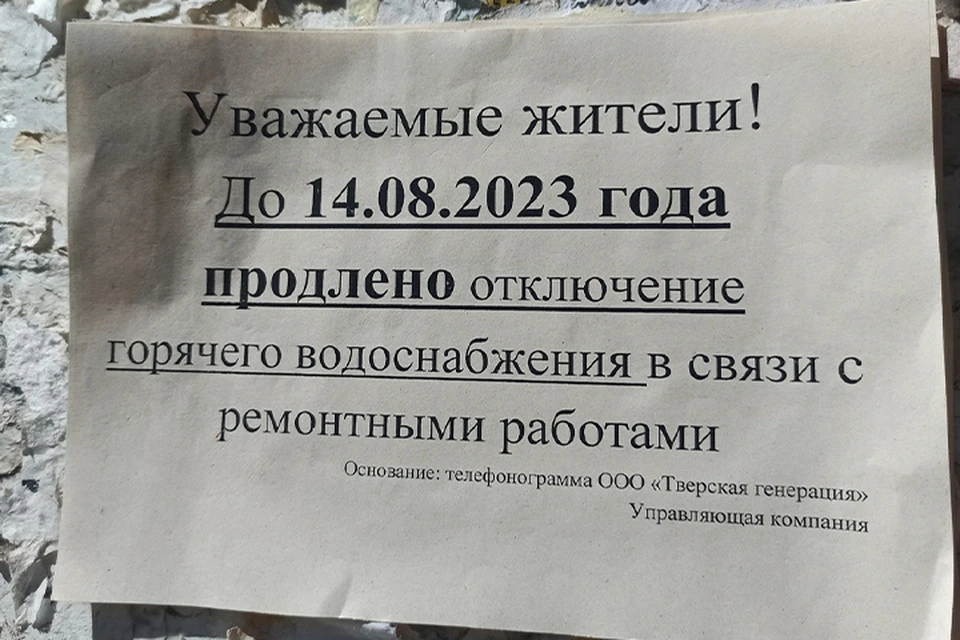 Уважаемые жители!
До 14.08.2023 года
продлено отключение
горячего водоснабжения в связи с
ремонтными работами
Основание: телефонограмма ООО «Тверская генерация»
Управляющая компания